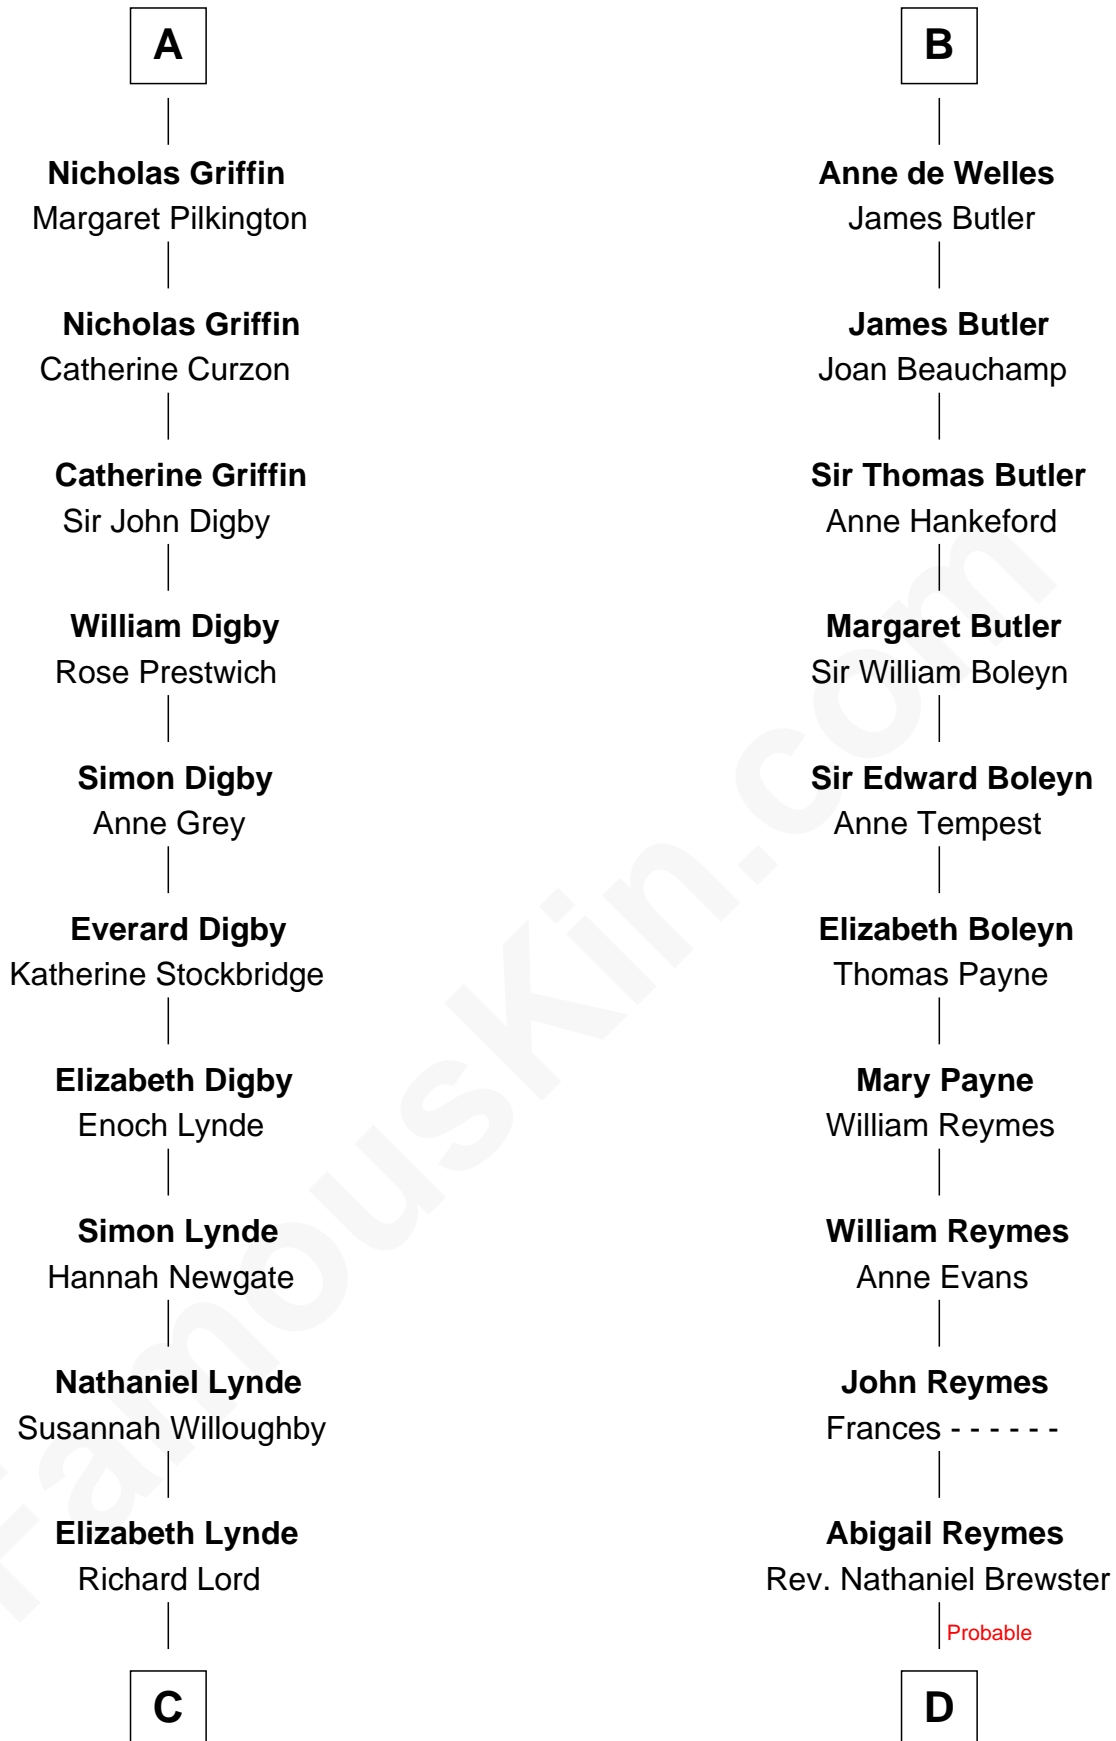 A
Nicholas Griffin
Margaret Pilkington
Nicholas Griffin
Catherine Curzon
Catherine Griffin
Sir John Digby
William Digby
Rose Prestwich
Simon Digby
Anne Grey
Everard Digby
Katherine Stockbridge
Elizabeth Digby
Enoch Lynde
Simon Lynde
Hannah Newgate
Nathaniel Lynde
Susannah Willoughby
Elizabeth Lynde
Richard Lord
C
B
Anne de Welles
James Butler
James Butler
Joan Beauchamp
Sir Thomas Butler
Anne Hankeford
Margaret Butler
Sir William Boleyn
Sir Edward Boleyn
Anne Tempest
Elizabeth Boleyn
Thomas Payne
Mary Payne
William Reymes
William Reymes
Anne Evans
John Reymes
Frances - - - - - -
Abigail Reymes
Rev. Nathaniel Brewster
Probable
D
FamousKin.com